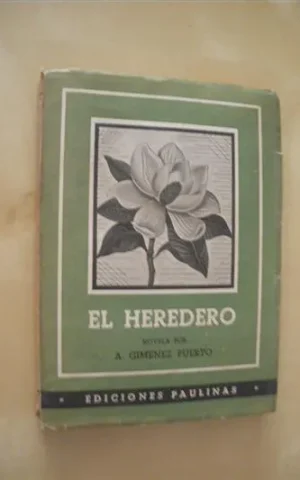 EL HEREDERO
NOVELA POR
A. GIMENEZ PUERTO
EDICIONES PAULINAS